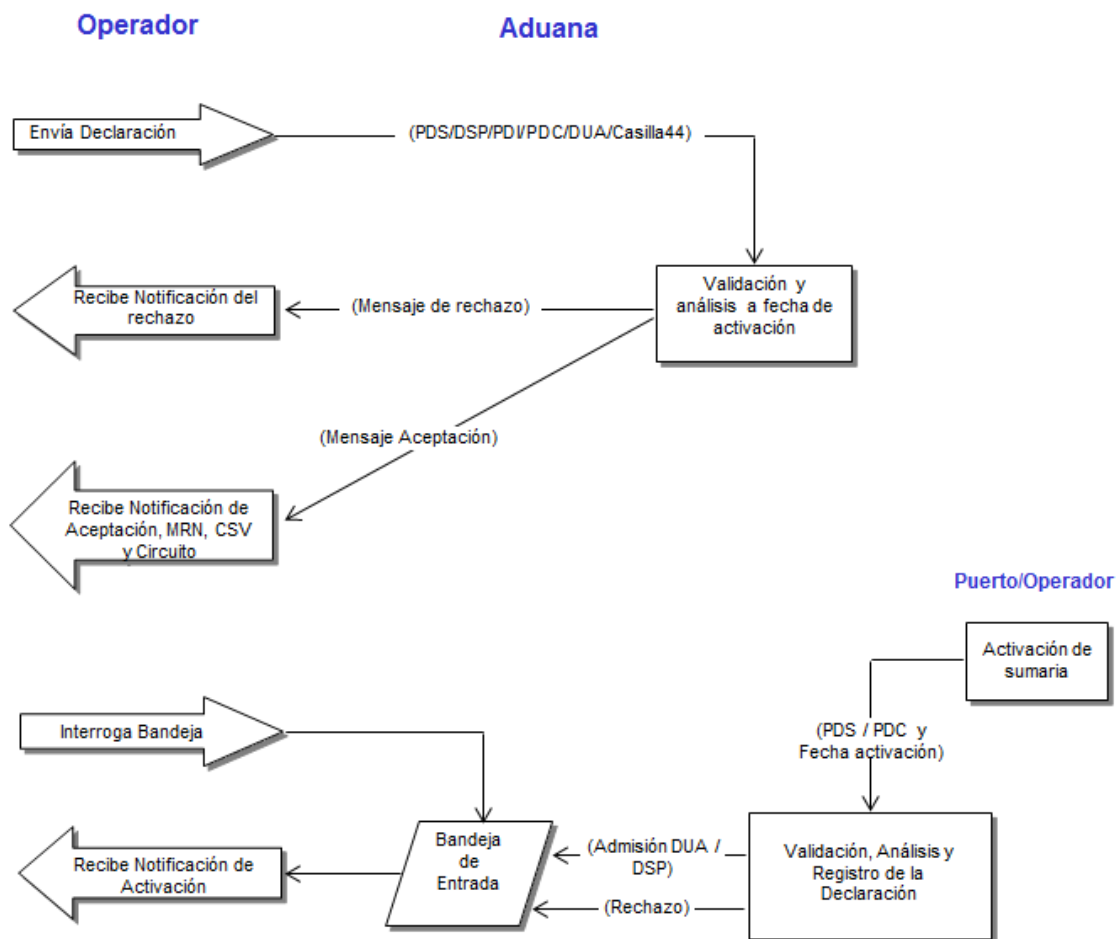 Operador
Aduana
Envía Declaración
(PDS/DSP/PDI/PDC/DUA/Casilla44)
Recibe Notificación del
rechazo
(Mensaje de rechazo)
Validación y
análisis a fecha de
activación
(Mensaje Aceptación)
Recibe Notificación de
Aceptación, MRN, CSV
y Circuito
Puerto/Operador
Activación de
sumaria
Interroga Bandeja
(PDS / PDC y
Fecha activación)
Bandeja
de
Entrada
(Admisión DUA /
DSP)
(Rechazo)
Validación, Análisis y
Registro de la
Declaración
Recibe Notificación de
Activación